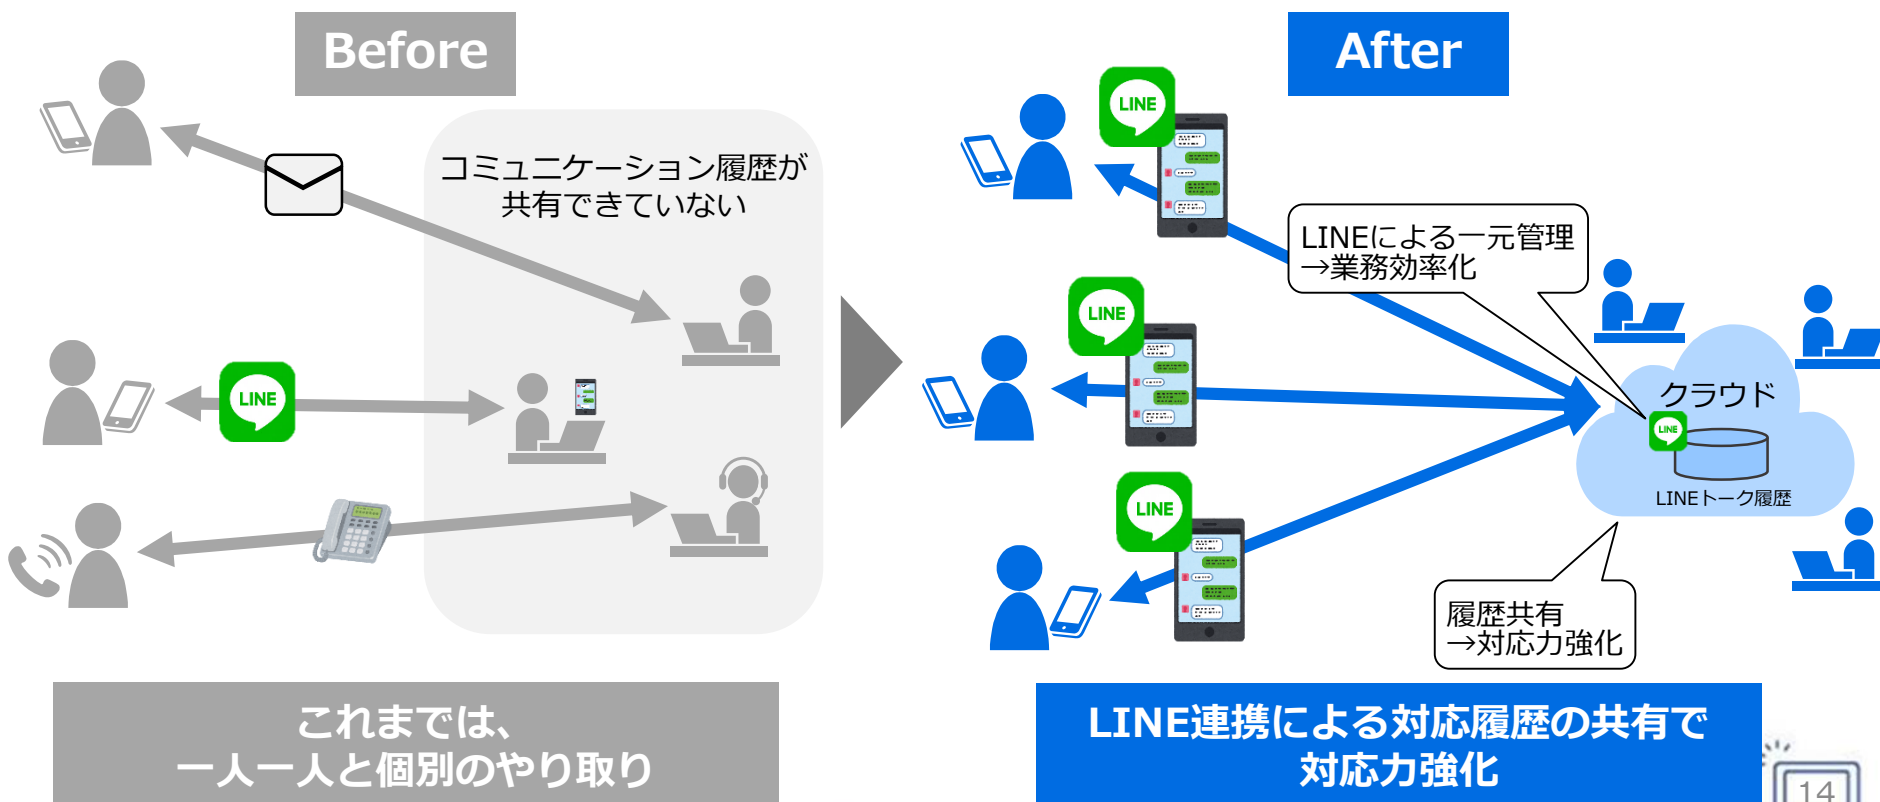 Before
コミュニケーション履歴が
共有できていない
LINE
これまでは、
一人一人と個別のやり取り
After
LINE
LINE
LINE
LINEによる一元管理
→業務効率化
クラウド
LINE
LINEトーク履歴
履歴共有
→対応力強化
LINE連携による対応履歴の共有で
対応力強化
14